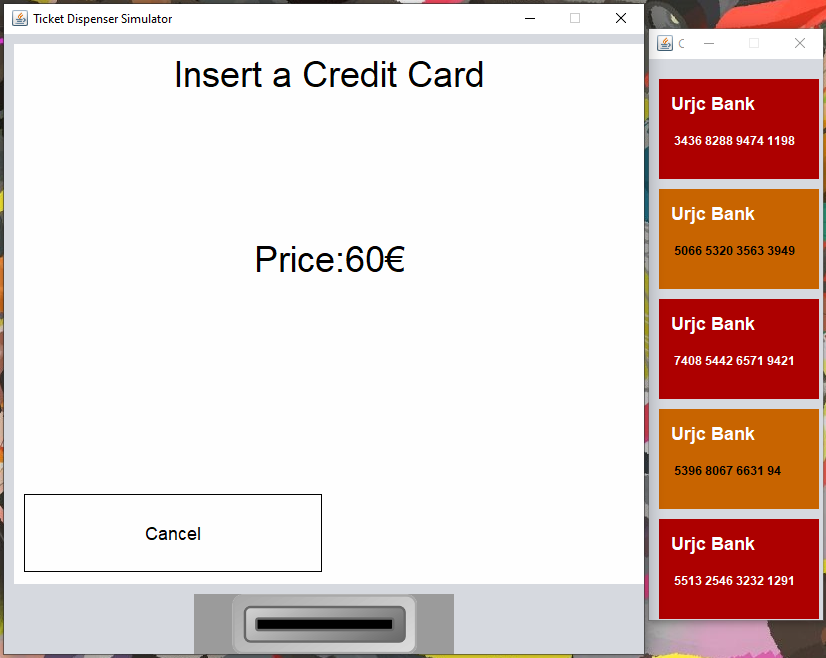 Ticket Dispenser Simulator
Insert a Credit Card
Price:60€
Cancel
C
Urjc Bank
3436 8288 9474 1198
Urjc Bank
5066 5320 3563 3949
Urjc Bank
7408 5442 6571 9421
Urjc Bank
5396 8067 6631 94
Urjc Bank
5513 2546 3232 1291